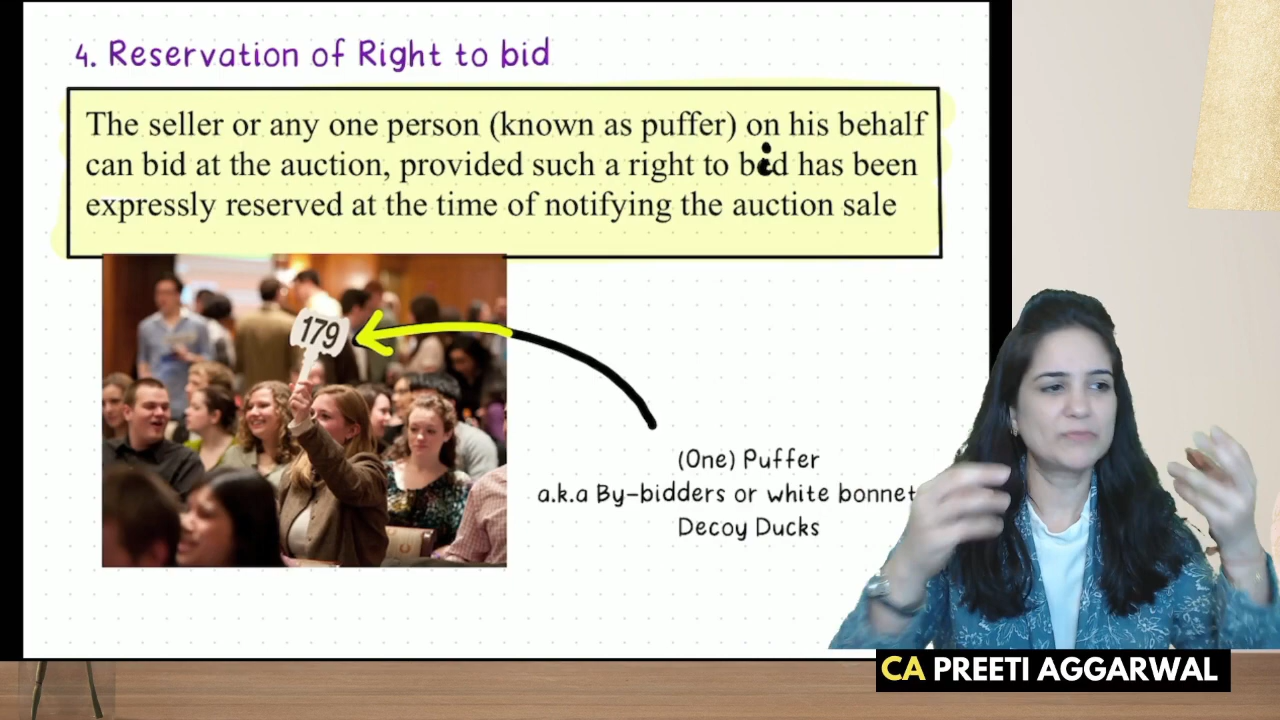 4. Reservation of Right to bid
The seller or any one person (known as puffer) on his behalf
can bid at the auction, provided such a right to bid has been
expressly reserved at the time of notifying the auction sale
179
(One) Puffer
a.k.a By-bidders or white bonnet
Decoy Ducks
CA PREETI AGGARWAL